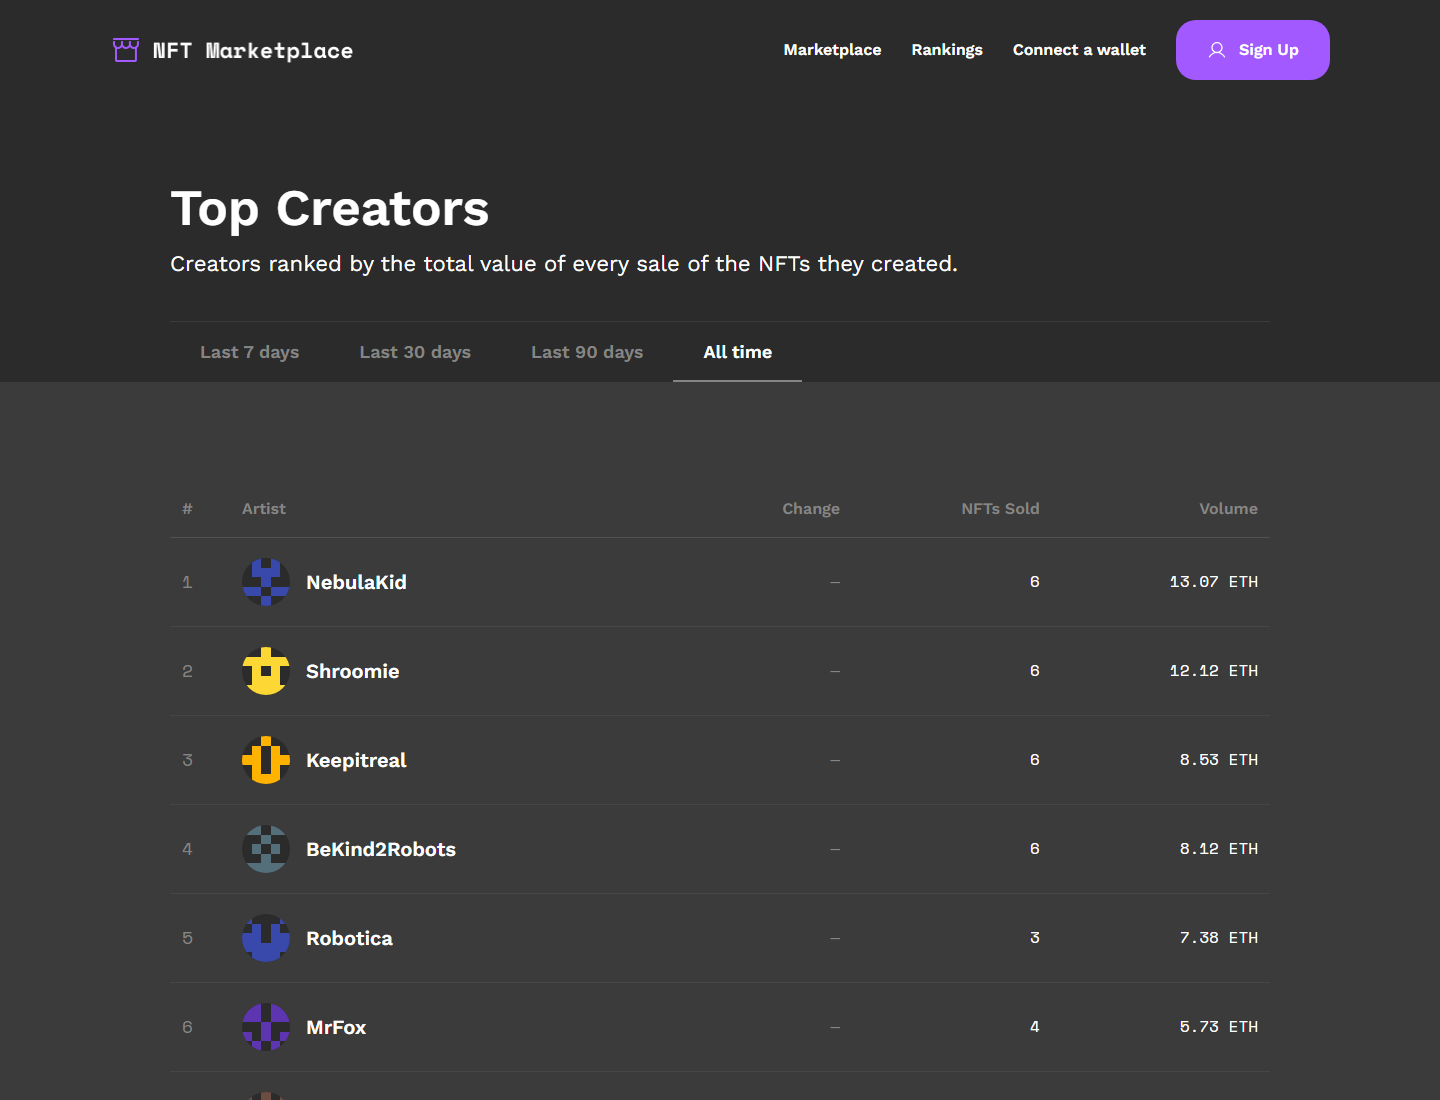 NFT Marketplace
Marketplace Rankings Connect a wallet Sign Up
Top Creators
Creators ranked by the total value of every sale of the NFTs they created.
Last 7 days Last 30 days Last 90 days All time
# Artist Change NFTs Sold Volume
1 NebulaKid — 6 13.07 ETH
2 Shroomie — 6 12.12 ETH
3 Keepitreal — 6 8.53 ETH
4 BeKind2Robots — 6 8.12 ETH
5 Robotica — 3 7.38 ETH
6 MrFox — 4 5.73 ETH